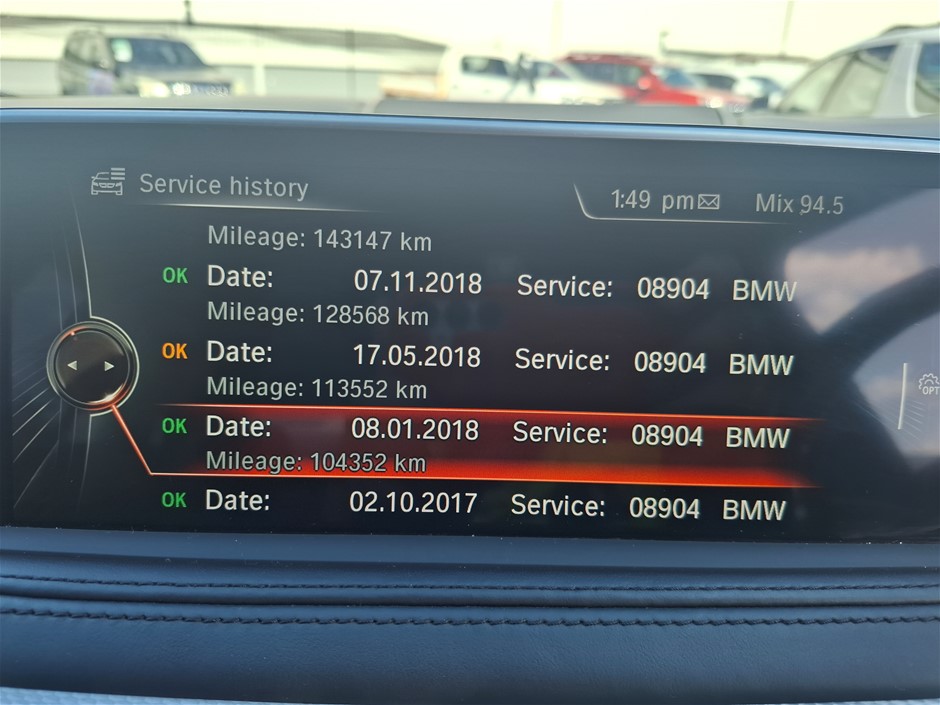 Service history
1:49 pm Mix 94.5
Mileage: 143147 km
OK Date: 07.11.2018 Service: 08904 BMW
Mileage: 128568 km
OK Date: 17.05.2018 Service: 08904 BMW
Mileage: 113552 km
OK Date: 08.01.2018 Service: 08904 BMW
Mileage: 104352 km
OK Date: 02.10.2017 Service: 08904 BMW
OPT